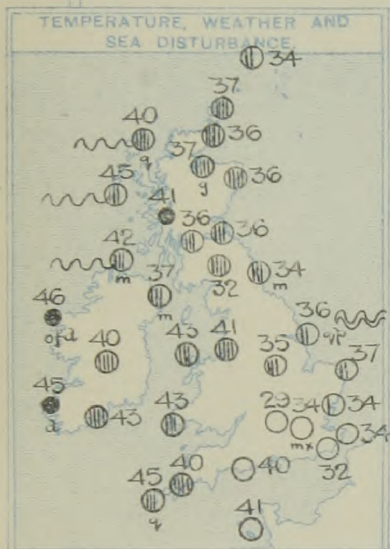 TEMPERATURE, WEATHER AND
SEA DISTURBANCE.
34
37
40 36
q 37
45 g 36
41
36 36
42
m 37 32 34
m m
46 36
40 43 41 35
37
45 29 34 34
43 43 mx 34
32
45 40 40
q
41